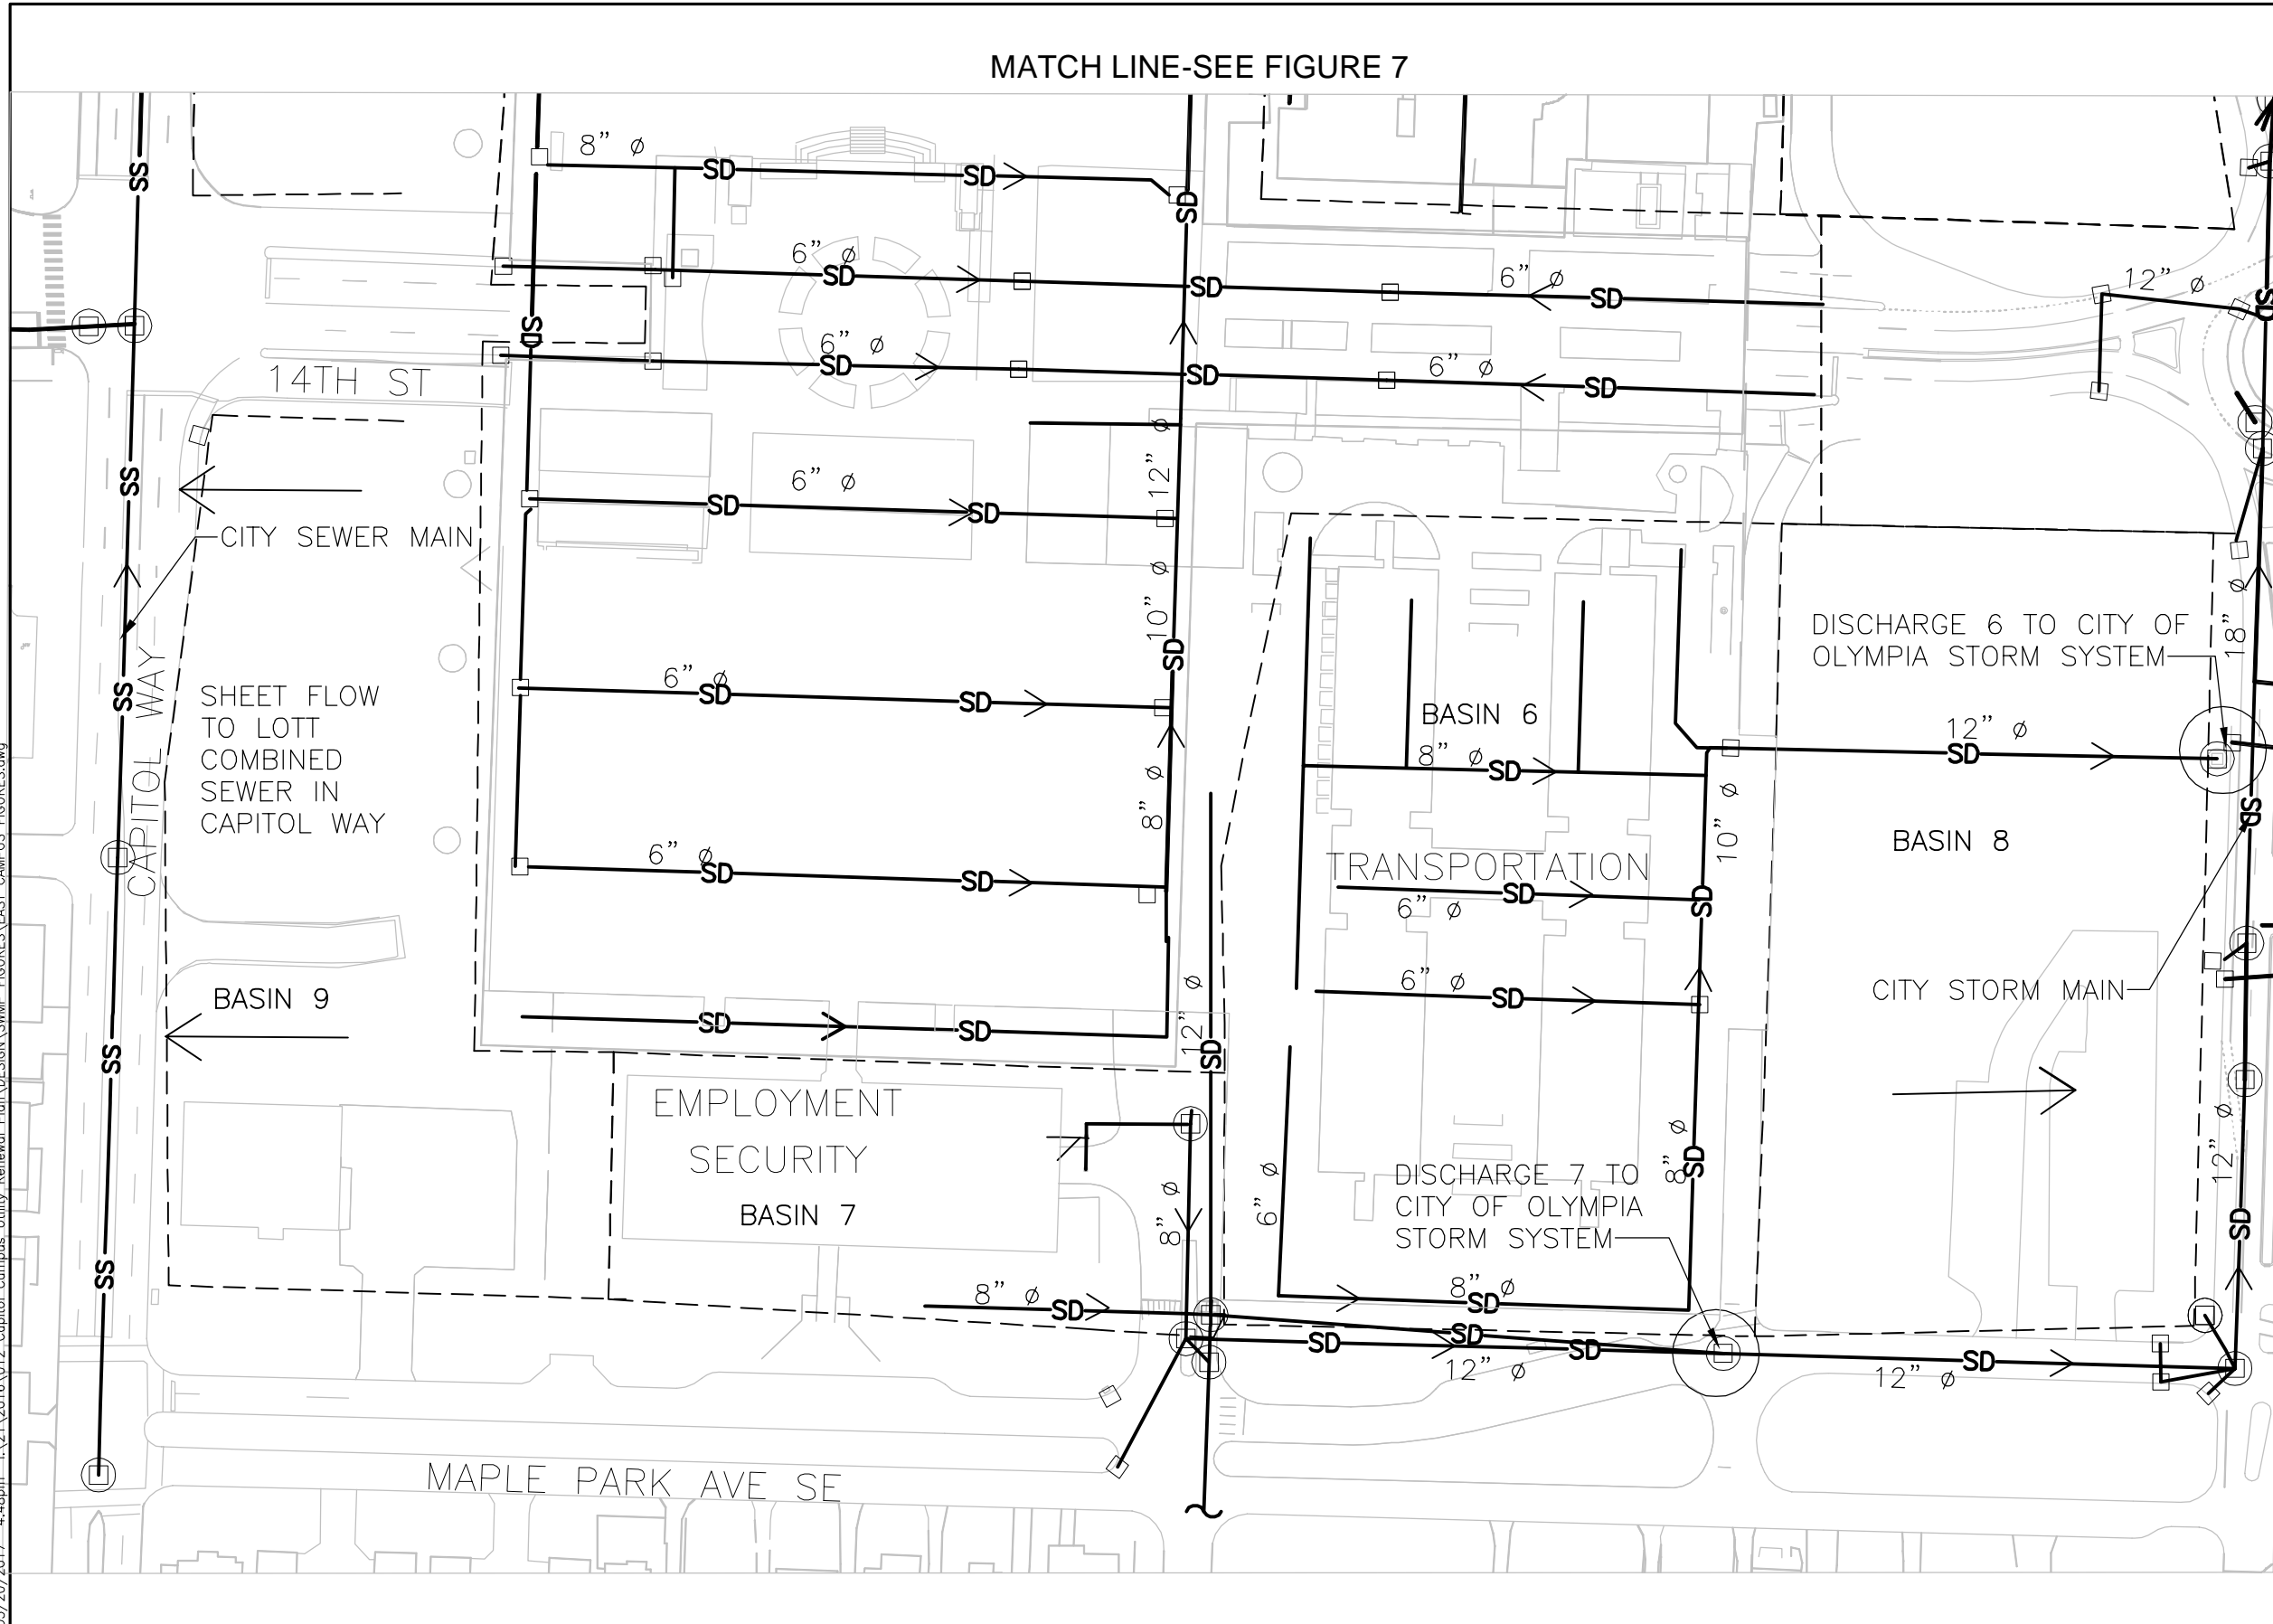 MATCH LINE-SEE FIGURE 7
8” ø
SD
SD
SS
SD
6” ø
SD
SD
6” ø
SD
12” ø
SD
SD
6” ø
SD
SD
6” ø
SD
14TH ST
12” ø
6” ø
SD
SD
SS
CITY SEWER MAIN
10” ø
SD
18” ø
DISCHARGE 6 TO CITY OF
OLYMPIA STORM SYSTEM
SS
CAPITOL WAY
SHEET FLOW
TO LOTT
COMBINED
SEWER IN
CAPITOL WAY
6” ø
SD
SD
BASIN 6
8” ø
SD
12” ø
SD
8” ø
10” ø
SD
BASIN 8
6” ø
SD
SD
TRANSPORTATION
SD
6” ø
SD
BASIN 9
SS
SD
SD
12” ø
SD
6” ø
SD
CITY STORM MAIN
EMPLOYMENT
SECURITY
BASIN 7
8” ø
6” ø
DISCHARGE 7 TO
CITY OF OLYMPIA
STORM SYSTEM
8” ø
SD
12” ø
SD
SS
8” ø
SD
8” ø
SD
SD
SD
SD
12” ø
SD
12” ø
MAPLE PARK AVE SE